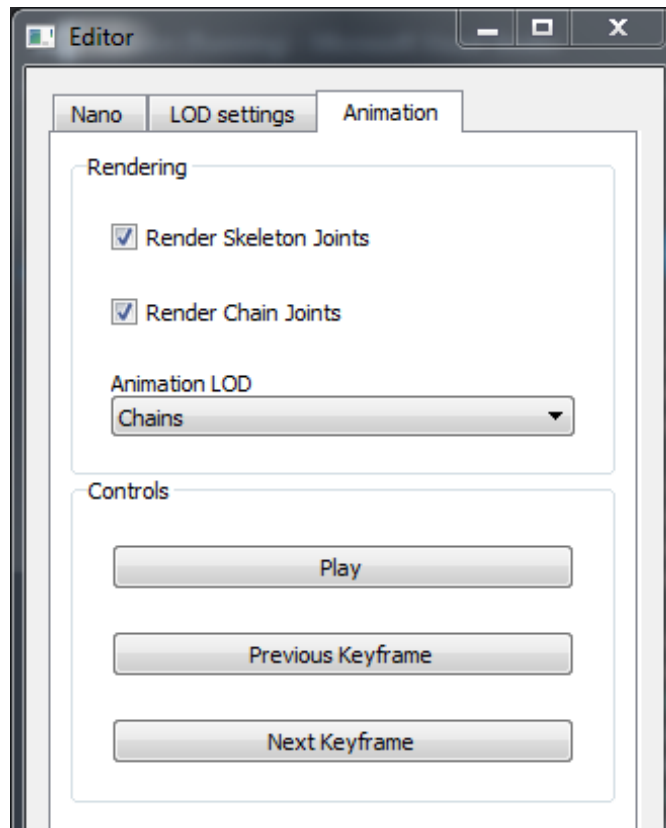 Editor
Nano LOD settings Animation
Rendering
Render Skeleton Joints
Render Chain Joints
Animation LOD
Chains
Controls
Play
Previous Keyframe
Next Keyframe